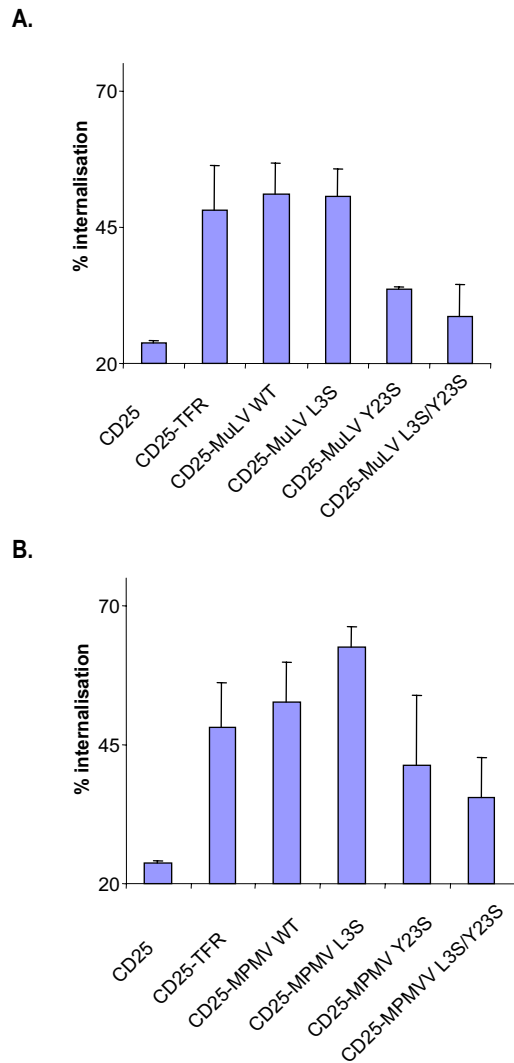 A.
% internalisation
70
45
20
CD25
CD25-TFR
CD25-MuLV WT
CD25-MuLV L3S
CD25-MuLV Y23S
CD25-MuLV L3S/Y23S
B.
% internalisation
70
45
20
CD25
CD25-TFR
CD25-MPMV WT
CD25-MPMV L3S
CD25-MPMV Y23S
CD25-MPMVV L3S/Y23S